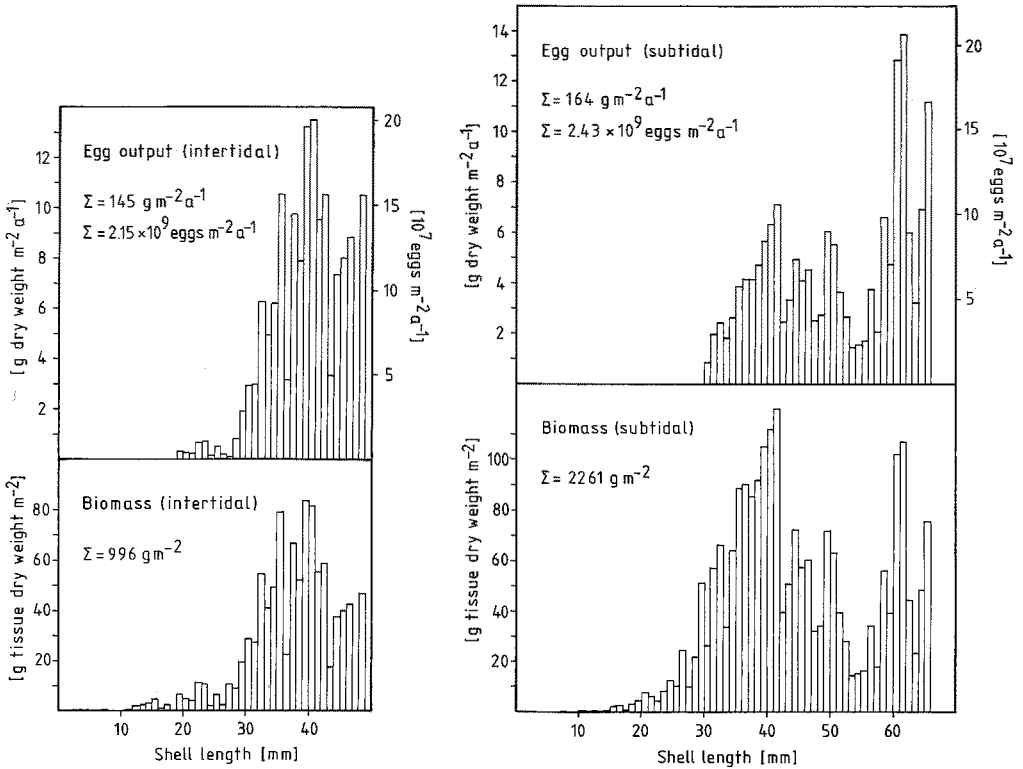 Egg output (intertidal)
Σ = 145 g m⁻² a⁻¹
Σ = 2.15 × 10⁹ eggs m⁻² a⁻¹
[g dry weight m⁻² a⁻¹]
12
10
8
6
4
2
[10⁷ eggs m⁻² a⁻¹]
20
15
10
5
Biomass (intertidal)
Σ = 996 g m⁻²
[g tissue dry weight m⁻²]
80
60
40
20
10 20 30 40
Shell length [mm]
Egg output (subtidal)
Σ = 164 g m⁻² a⁻¹
Σ = 2.43 × 10⁹ eggs m⁻² a⁻¹
[g dry weight m⁻² a⁻¹]
14
12
10
8
6
4
2
[10⁷ eggs m⁻² a⁻¹]
20
15
10
5
Biomass (subtidal)
Σ = 2261 g m⁻²
[g tissue dry weight m⁻²]
100
80
60
40
20
10 20 30 40 50 60
Shell length [mm]